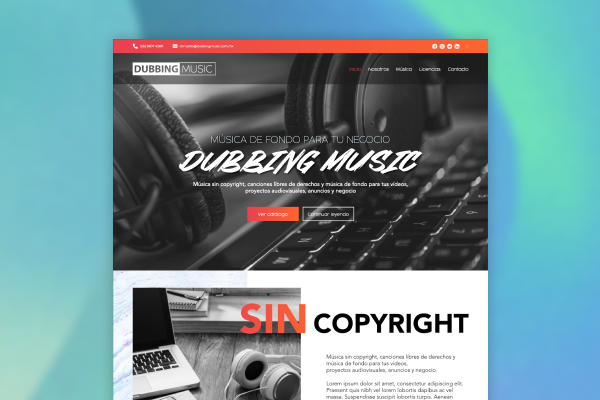 DUBBING MUSIC
Inicio Nosotros Música Licencias Contacto
MÚSICA DE FONDO PARA TU NEGOCIO
DUBBING MUSIC
Música sin copyright, canciones libres de derechos y música de fondo para tus videos,
proyectos audiovisuales, anuncios y negocio
Ver catálogo Continuar leyendo
SIN COPYRIGHT
Música sin copyright, canciones libres de derechos y
música de fondo para tus videos,
proyectos audiovisuales, anuncios y negocio
Lorem ipsum dolor sit amet, consectetur adipiscing elit.
Praesent quis nibh vel lorem lobortis dapibus ac vel
massa. Suspendisse suscipit lobortis mauris. Aenean